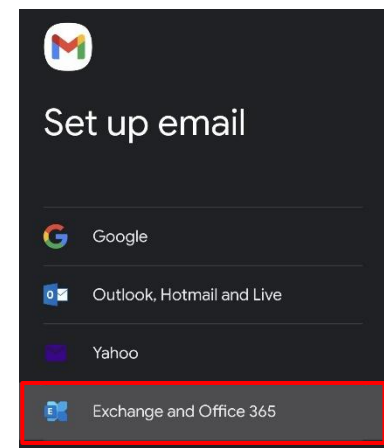 Set up email
Google
Outlook, Hotmail and Live
Yahoo
Exchange and Office 365